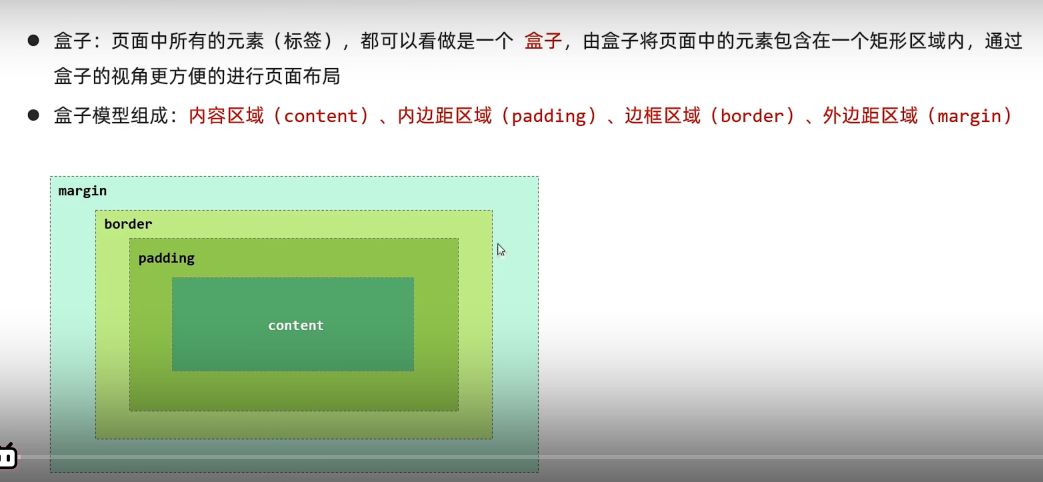 盒子：页面中所有的元素（标签），都可以看做是一个 盒子，由盒子将页面中的元素包含在一个矩形区域内，通过
盒子的视角更方便的进行页面布局
盒子模型组成：内容区域（content）、内边距区域（padding）、边框区域（border）、外边距区域（margin）
margin
border
padding
content